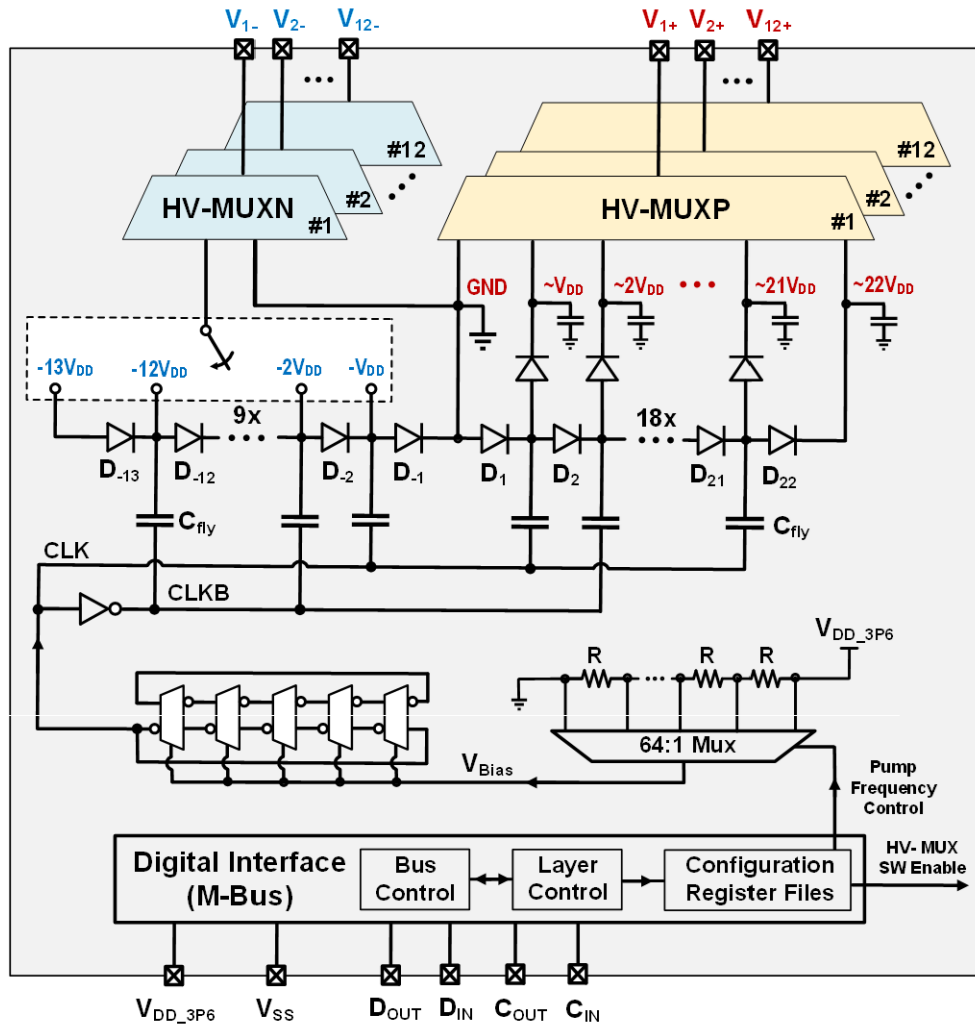 V1- V2- V12- V1+ V2+ V12+
#12 #12
#2 #2
HV-MUXN #1 HV-MUXP #1
GND ~VDD ~2VDD ~21VDD ~22VDD
-13VDD -12VDD -2VDD -VDD
9x 18x
D-13 D-12 D-2 D-1 D1 D2 D21 D22
Cfly Cfly
CLK
CLKB
VDD_3P6
R R R
64:1 Mux
VBias
Pump
Frequency
Control
HV- MUX
SW Enable
Digital Interface
(M-Bus)
Bus
Control
Layer
Control
Configuration
Register Files
VDD_3P6 VSS DOUT DIN COUT CIN